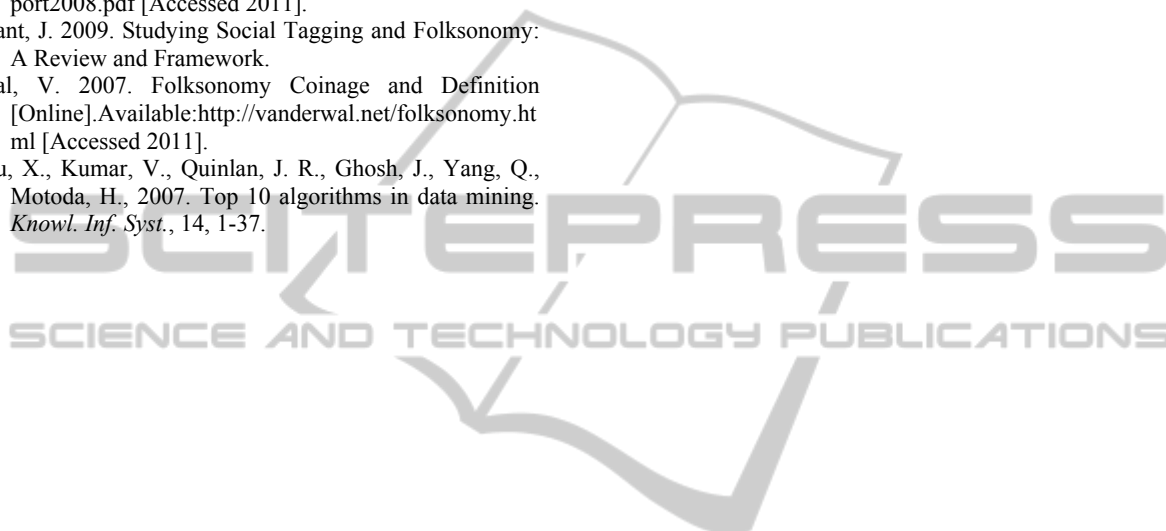 port2008.pdf [Accessed 2011].
ant, J. 2009. Studying Social Tagging and Folksonomy:
A Review and Framework.
al, V. 2007. Folksonomy Coinage and Definition
[Online].Available:http://vanderwal.net/folksonomy.ht
ml [Accessed 2011].
u, X., Kumar, V., Quinlan, J. R., Ghosh, J., Yang, Q.,
Motoda, H., 2007. Top 10 algorithms in data mining.
Knowl. Inf. Syst., 14, 1-37.
SCITEPRESS
SCIENCE AND TECHNOLOGY PUBLICATIONS